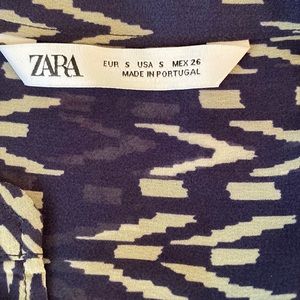 ZARA
EUR S USA S MEX 26
MADE IN PORTUGAL